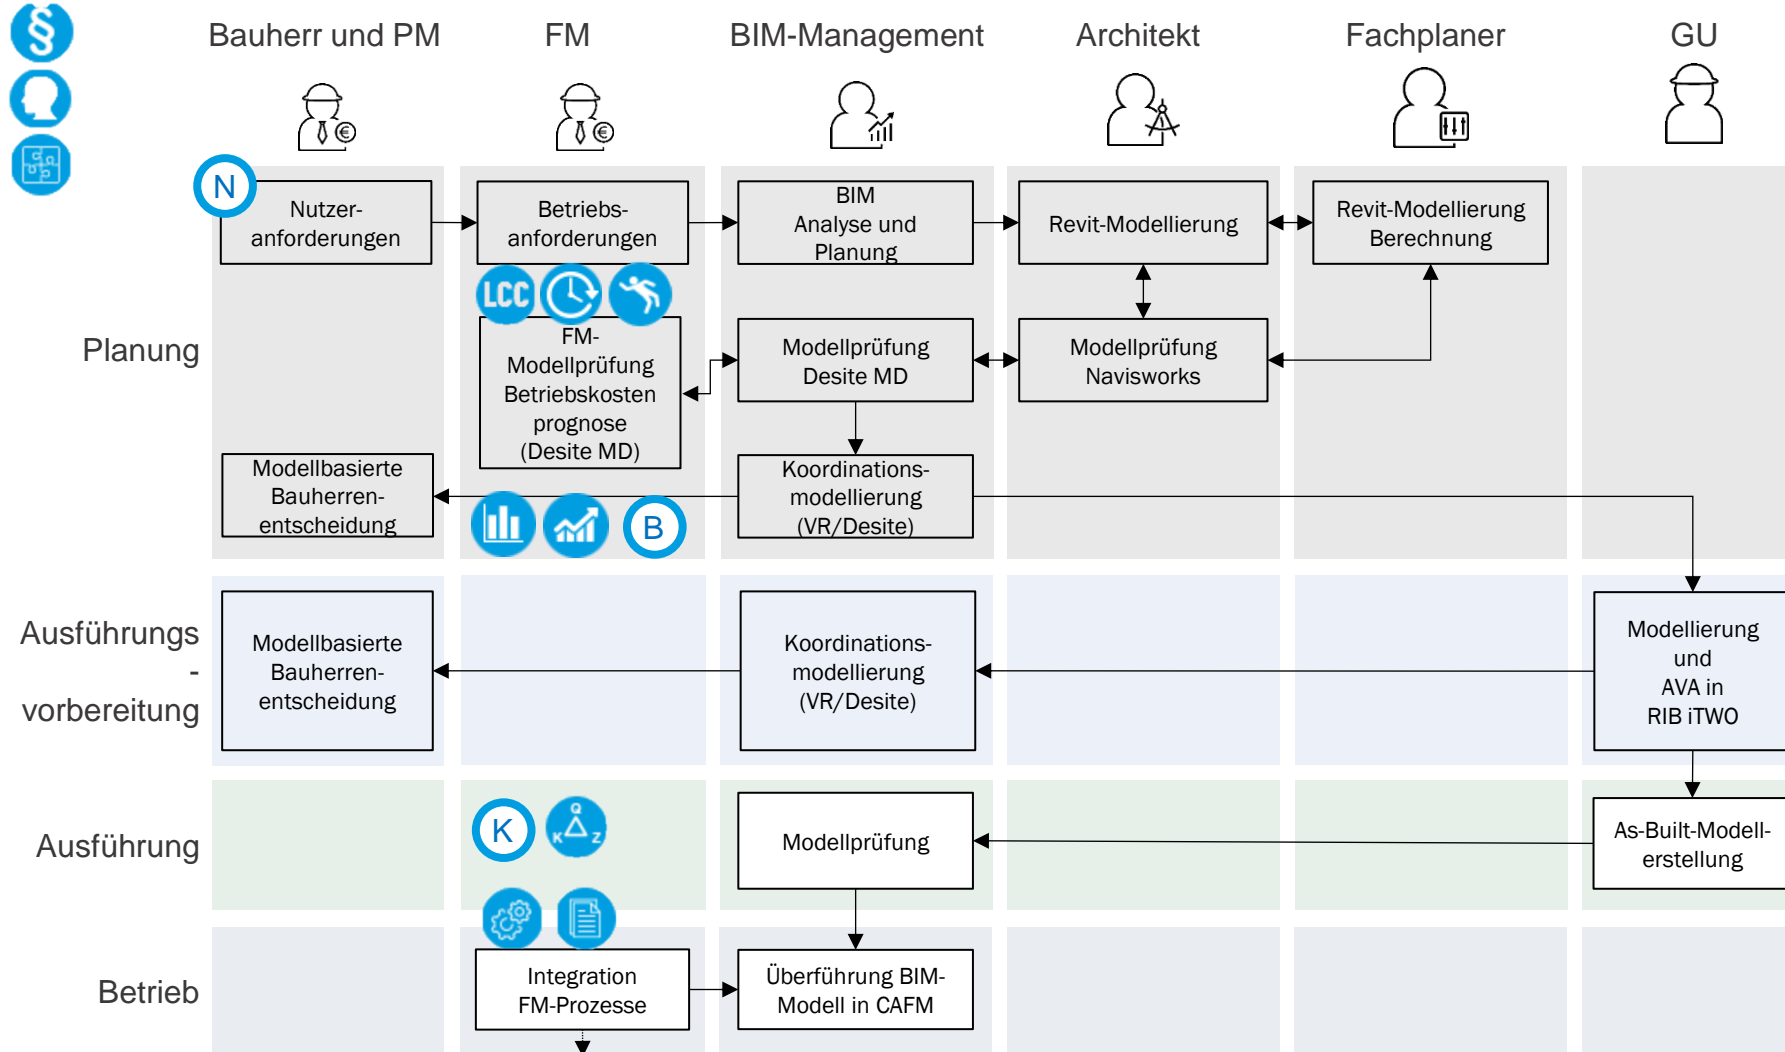 §
Bauherr und PM
FM
BIM-Management
Architekt
Fachplaner
GU
€
€
N
Nutzer-
anforderungen
Betriebs-
anforderungen
BIM
Analyse und
Planung
Revit-Modellierung
Revit-Modellierung
Berechnung
LCC
Planung
FM-
Modellprüfung
Betriebskosten
prognose
(Desite MD)
Modellprüfung
Desite MD
Modellprüfung
Navisworks
Modellbasierte
Bauherren-
entscheidung
Koordinations-
modellierung
(VR/Desite)
B
Ausführungs
-
vorbereitung
Modellbasierte
Bauherren-
entscheidung
Koordinations-
modellierung
(VR/Desite)
Modellierung
und
AVA in
RIB iTWO
Ausführung
K
Q
K
Z
Modellprüfung
As-Built-Modell-
erstellung
Betrieb
Integration
FM-Prozesse
Überführung BIM-
Modell in CAFM